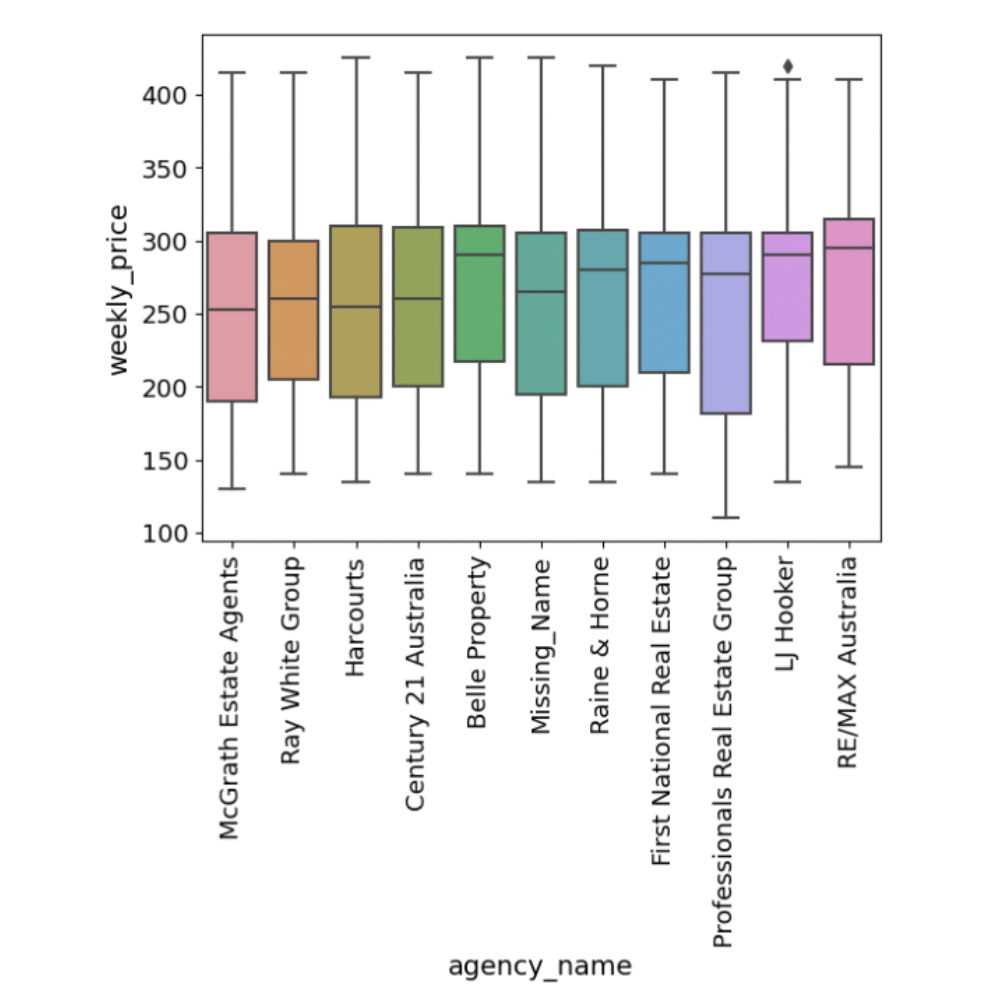 weekly_price
400
350
300
250
200
150
100
McGrath Estate Agents
Ray White Group
Harcourts
Century 21 Australia
Belle Property
Missing_Name
Raine & Horne
First National Real Estate
Professionals Real Estate Group
LJ Hooker
RE/MAX Australia
agency_name